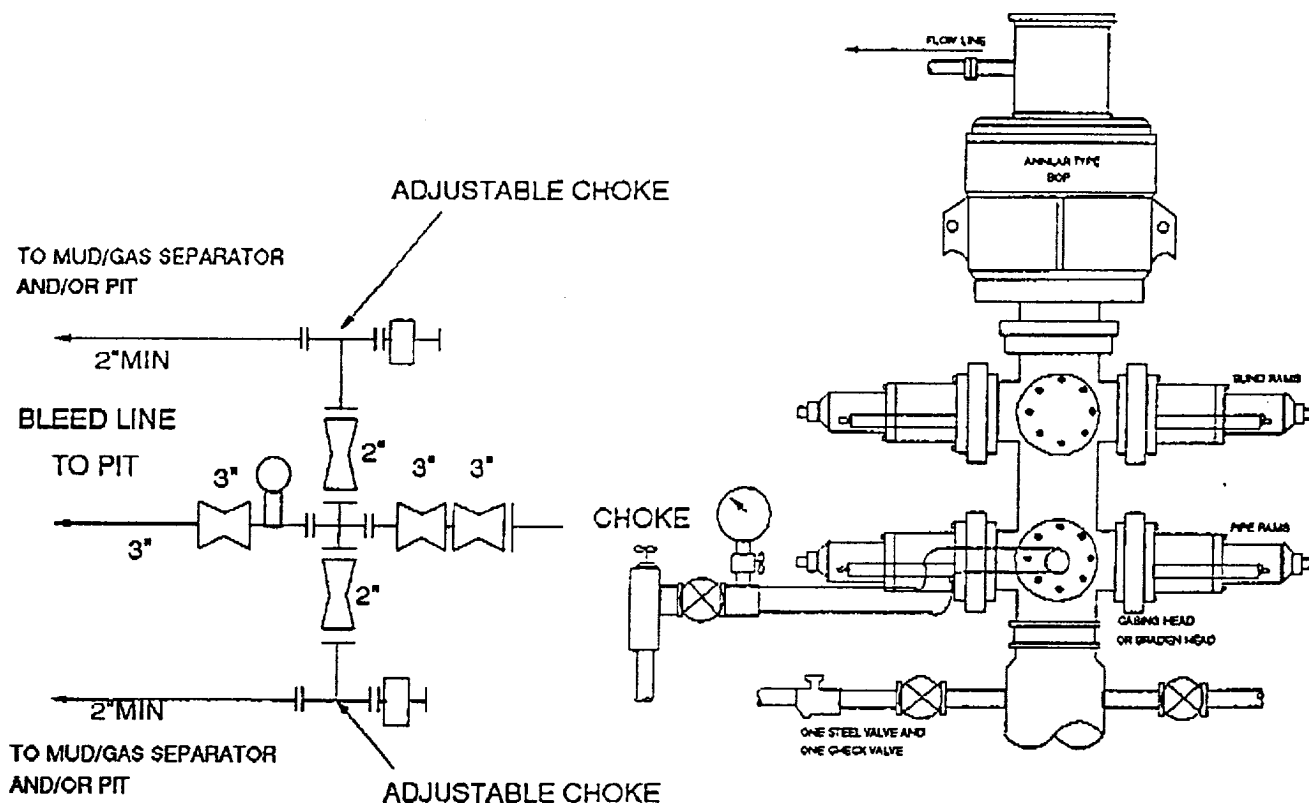 FLOW LINE
ANNLAR TYPE
BOP
ADJUSTABLE CHOKE
TO MUD/GAS SEPARATOR
AND/OR PIT
2"MIN
BLEED LINE
TO PIT
2"
3"
3"
3"
3"
2"
CHOKE
BLIND RAMS
PIPE RAMS
CASING HEAD
OR BRADEN HEAD
2"MIN
TO MUD/GAS SEPARATOR
AND/OR PIT
ADJUSTABLE CHOKE
ONE STEEL VALVE AND
ONE CHECK VALVE